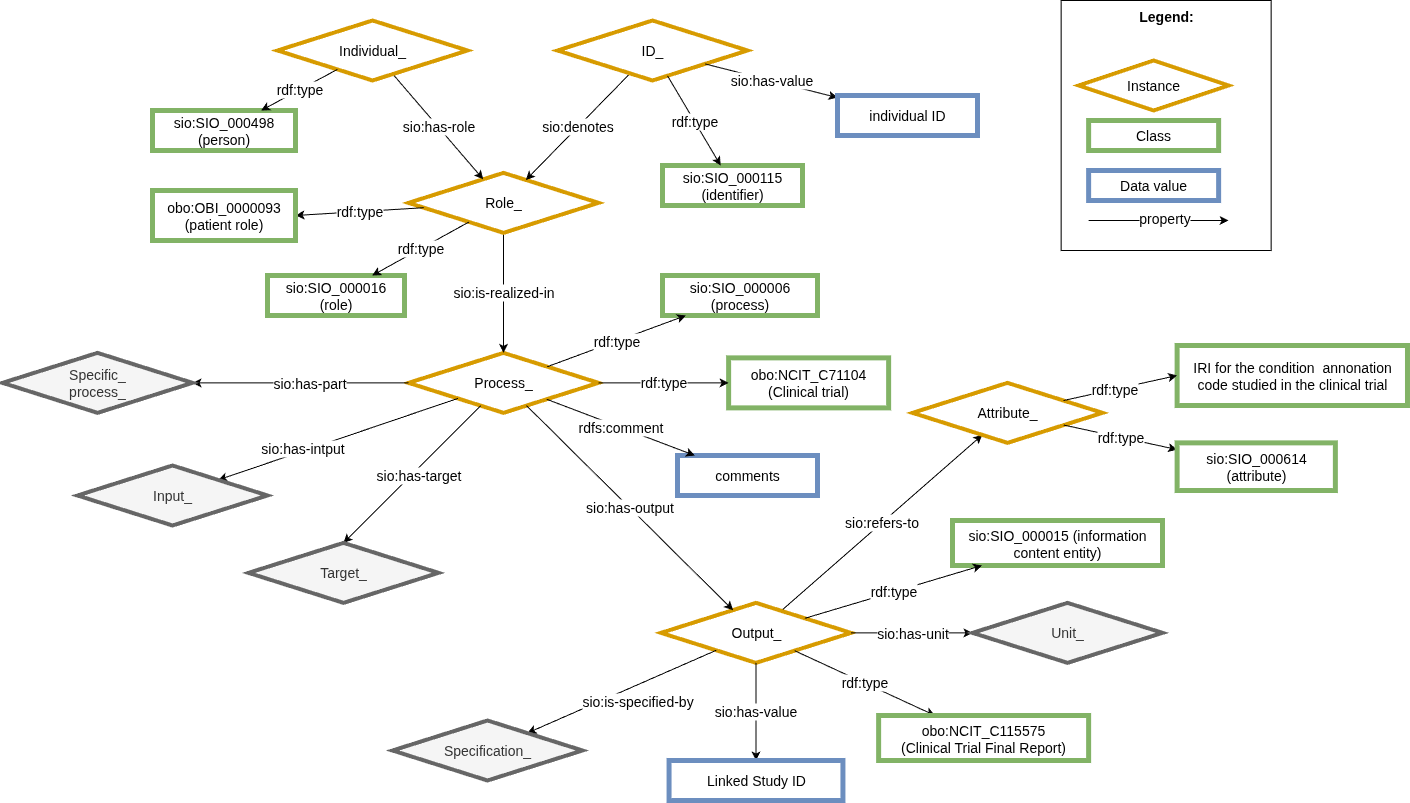 Legend:
Individual_
ID_
Instance
rdf:type
sio:has-value
sio:SIO_000498
(person)
sio:has-role
sio:denotes
rdf:type
individual ID
Class
sio:SIO_000115
(identifier)
Data value
obo:OBI_0000093
(patient role)
rdf:type
Role_
property
rdf:type
sio:SIO_000016
(role)
sio:is-realized-in
sio:SIO_000006
(process)
rdf:type
Specific_
process_
sio:has-part
Process_
rdf:type
obo:NCIT_C71104
(Clinical trial)
Attribute_
rdf:type
IRI for the condition  annonation
code studied in the clinical trial
rdf:type
sio:SIO_000614
(attribute)
sio:has-intput
rdfs:comment
comments
sio:has-target
Input_
sio:has-output
sio:refers-to
sio:SIO_000015 (information
content entity)
Target_
rdf:type
Output_
sio:has-unit
Unit_
rdf:type
sio:is-specified-by
sio:has-value
obo:NCIT_C115575
(Clinical Trial Final Report)
Specification_
Linked Study ID